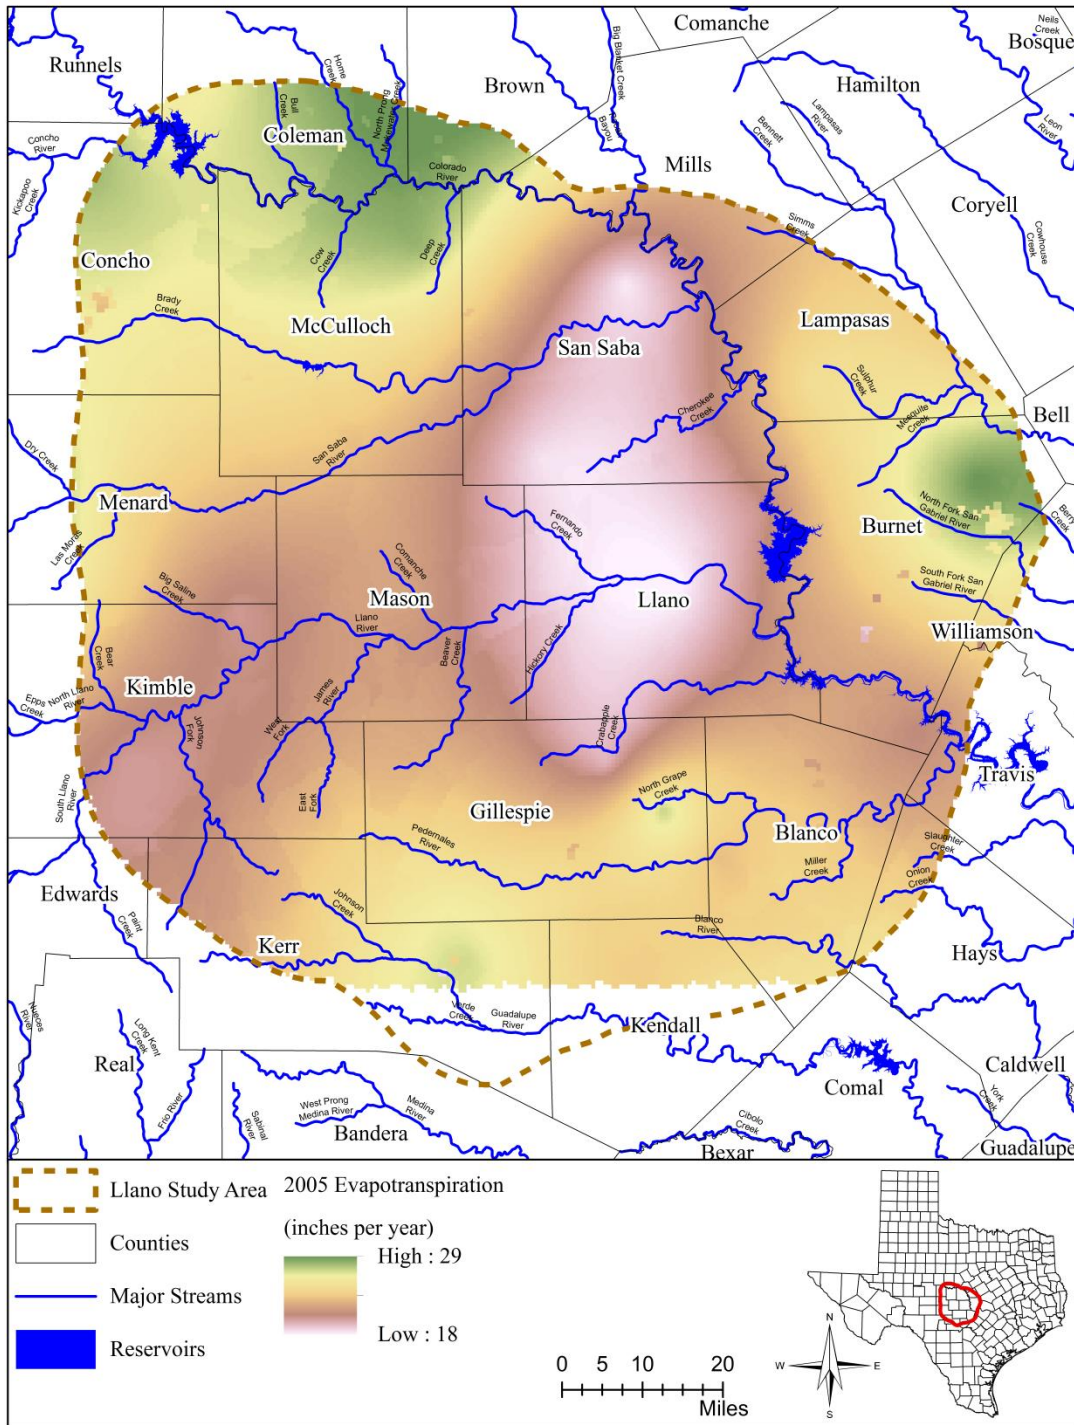 Comanche
Neils
Creek
Bosque
Runnels
Home
Creek
North Prong
Mukewater Creek
Brown
Big Blanket Creek
Hamilton
Bull
Creek
Coleman
Pecan
Bayou
Lampasas
River
Bennett
Creek
Leon
River
Concho
River
Kickapoo
Creek
Colorado
River
Mills
Coryell
Simms
Creek
Cowhouse
Creek
Concho
Cow
Creek
Deep
Creek
Brady
Creek
McCulloch
San Saba
Lampasas
Sulphur
Creek
Cherokee
Creek
Mesquite
Creek
Bell
Dry Creek
San Saba
River
Menard
Fernando
Creek
North Fork San
Gabriel River
Burnet
Berry
Creek
Las Moras
Creek
Comanche
Creek
Big Saline
Creek
Mason
Llano
South Fork San
Gabriel River
Llano
River
Beaver
Creek
Hickory Creek
Williamson
Bear
Creek
Kimble
James
River
Epps
Creek
North Llano
River
Johnson
Fork
West
Fork
Crabapple
Creek
South Llano
River
East
Fork
North Grape
Creek
Travis
Gillespie
Pedernales
River
Blanco
Miller
Creek
Slaughter
Creek
Onion
Creek
Edwards
Johnson
Creek
Paint
Creek
Blanco
River
Kerr
Hays
Nueces
River
Verde
Creek
Guadalupe
River
Kendall
Long Kent
Creek
Real
Caldwell
Comal
York
Creek
Frio River
Sabinal
River
West Prong
Medina River
Medina
River
Bandera
Cibolo
Creek
Bexar
Guadalupe
Llano Study Area
Counties
Major Streams
Reservoirs
2005 Evapotranspiration
(inches per year)
High : 29
Low : 18
0 5 10 20
Miles
N
W E
S